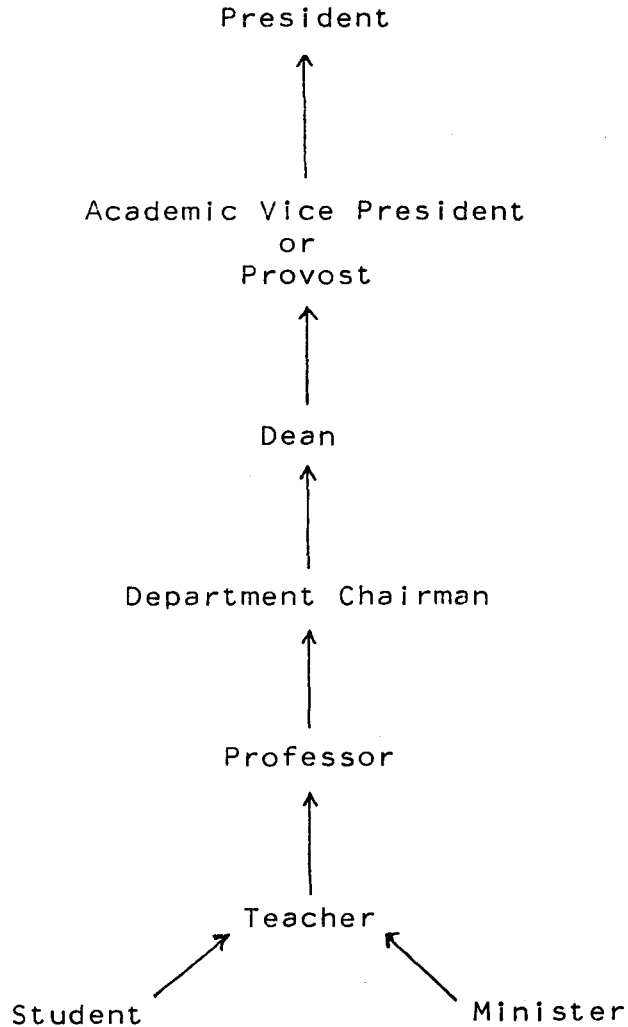 President
Academic Vice President
or
Provost
Dean
Department Chairman
Professor
Teacher
Student Minister